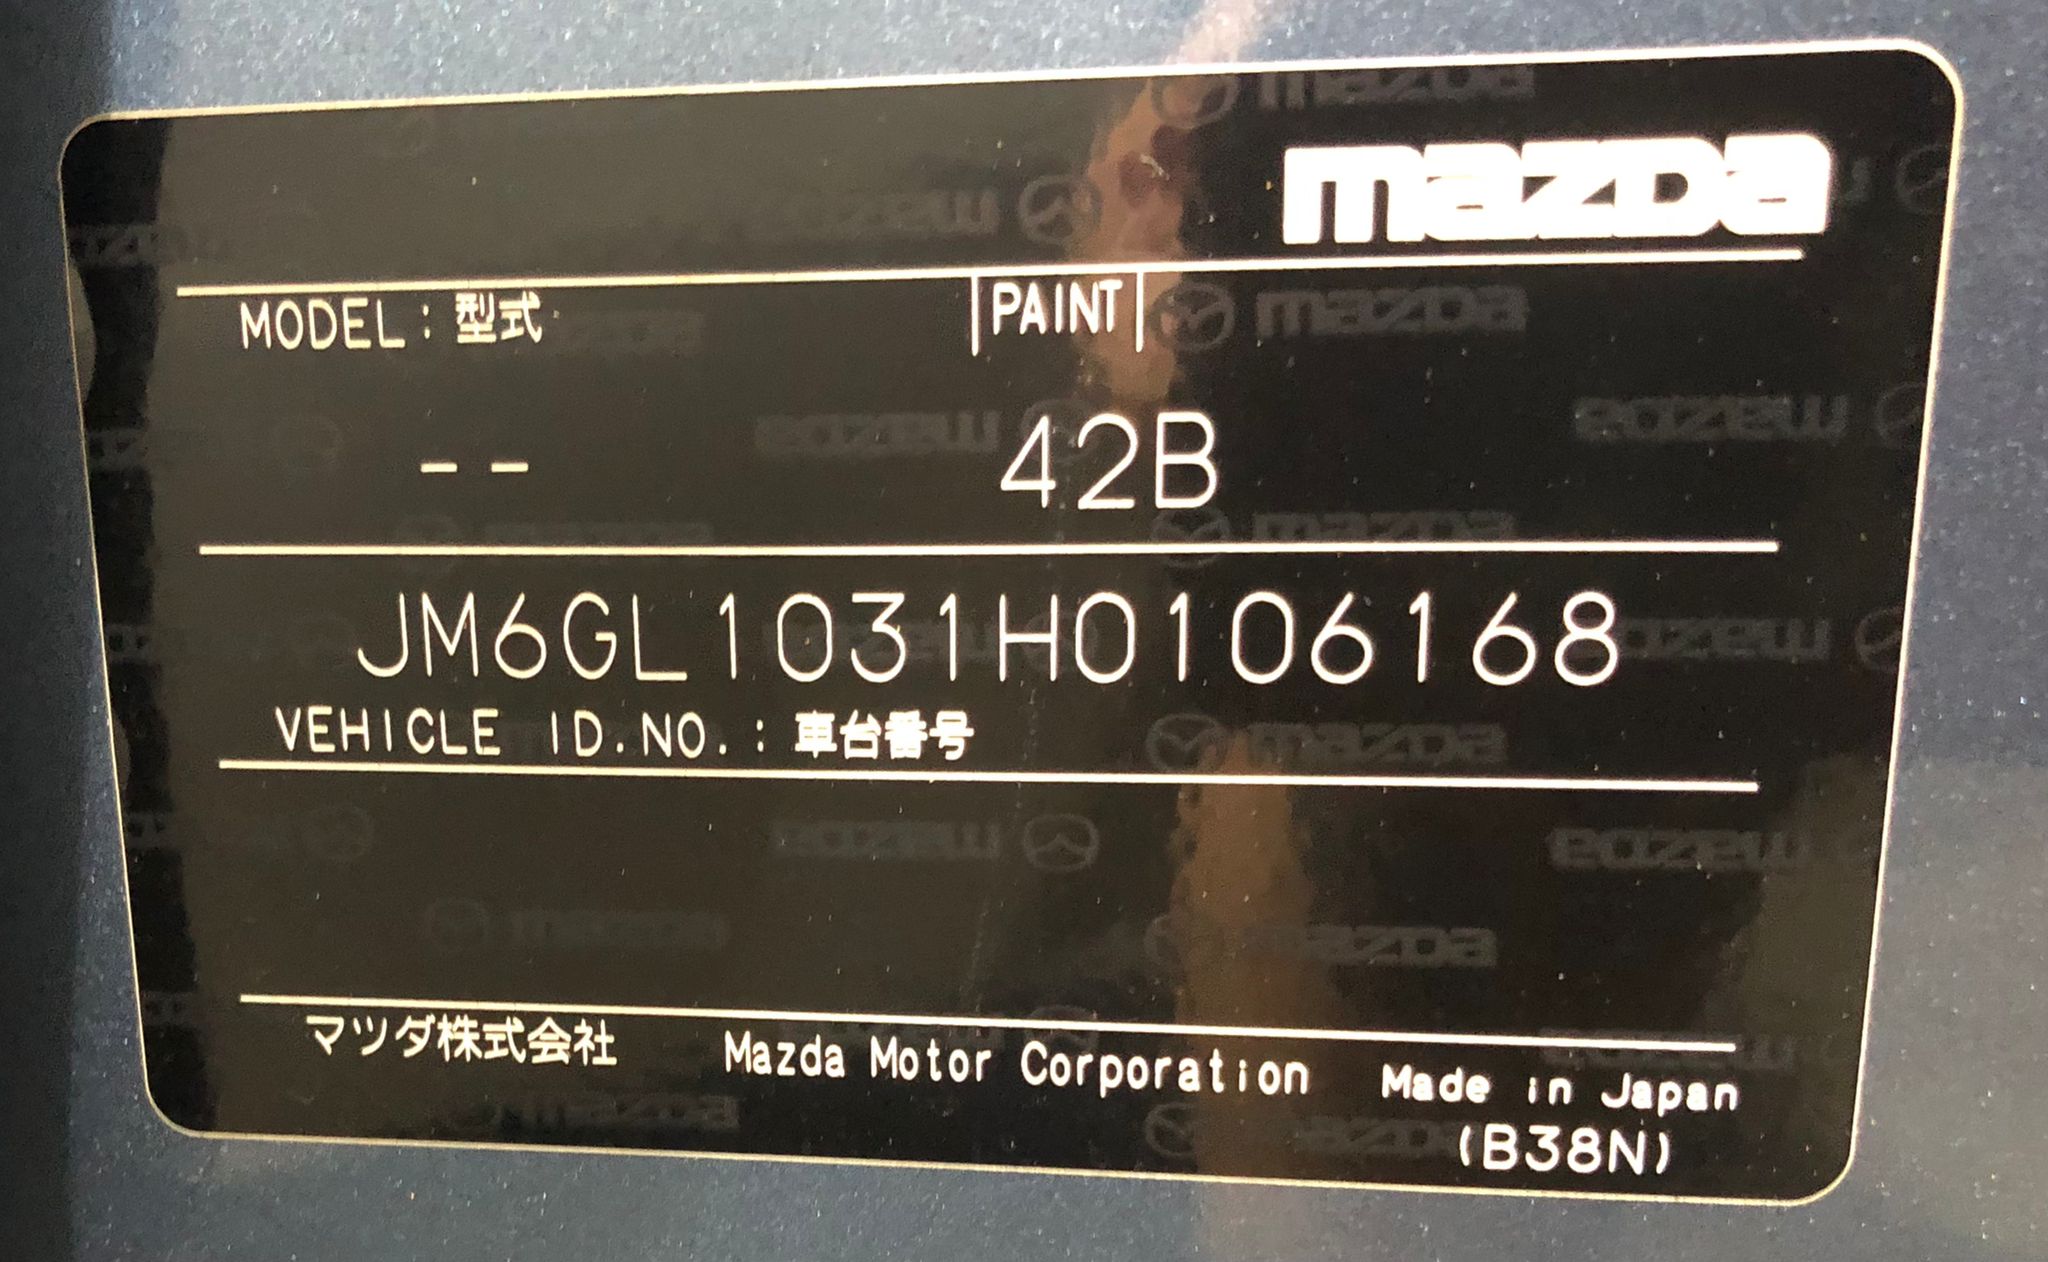 mazda
MODEL: 型式 PAINT
-- 42B
JM6GL1031H0106168
VEHICLE ID.NO.: 車台番号
マツダ株式会社 Mazda Motor Corporation Made in Japan
(B38N)